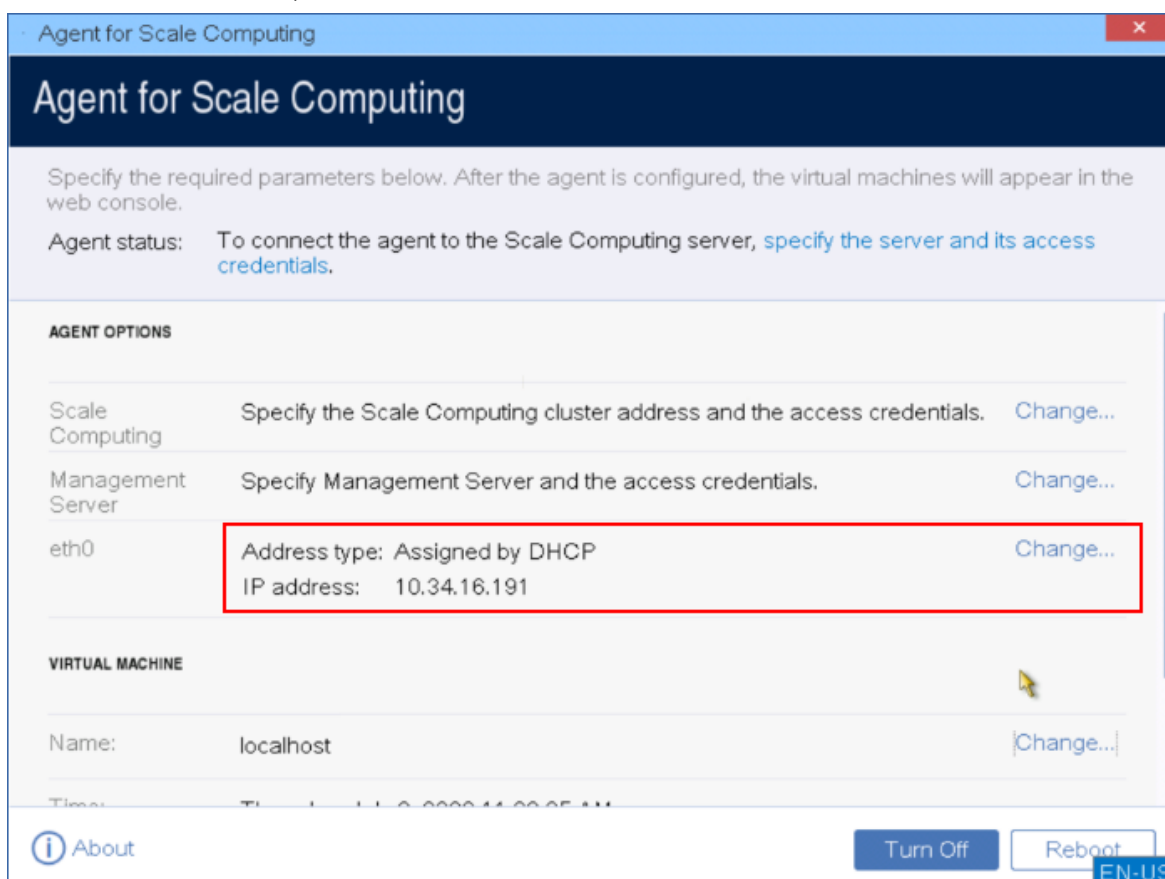 Agent for Scale Computing
Agent for Scale Computing
Specify the required parameters below. After the agent is configured, the virtual machines will appear in the
web console.
Agent status: To connect the agent to the Scale Computing server, specify the server and its access
credentials.
AGENT OPTIONS
Scale
Computing
Specify the Scale Computing cluster address and the access credentials. Change...
Management
Server
Specify Management Server and the access credentials. Change...
eth0
Address type: Assigned by DHCP Change...
IP address: 10.34.16.191
VIRTUAL MACHINE
Name: localhost Change...
Time:
About
Turn Off
Reboot
EN-US